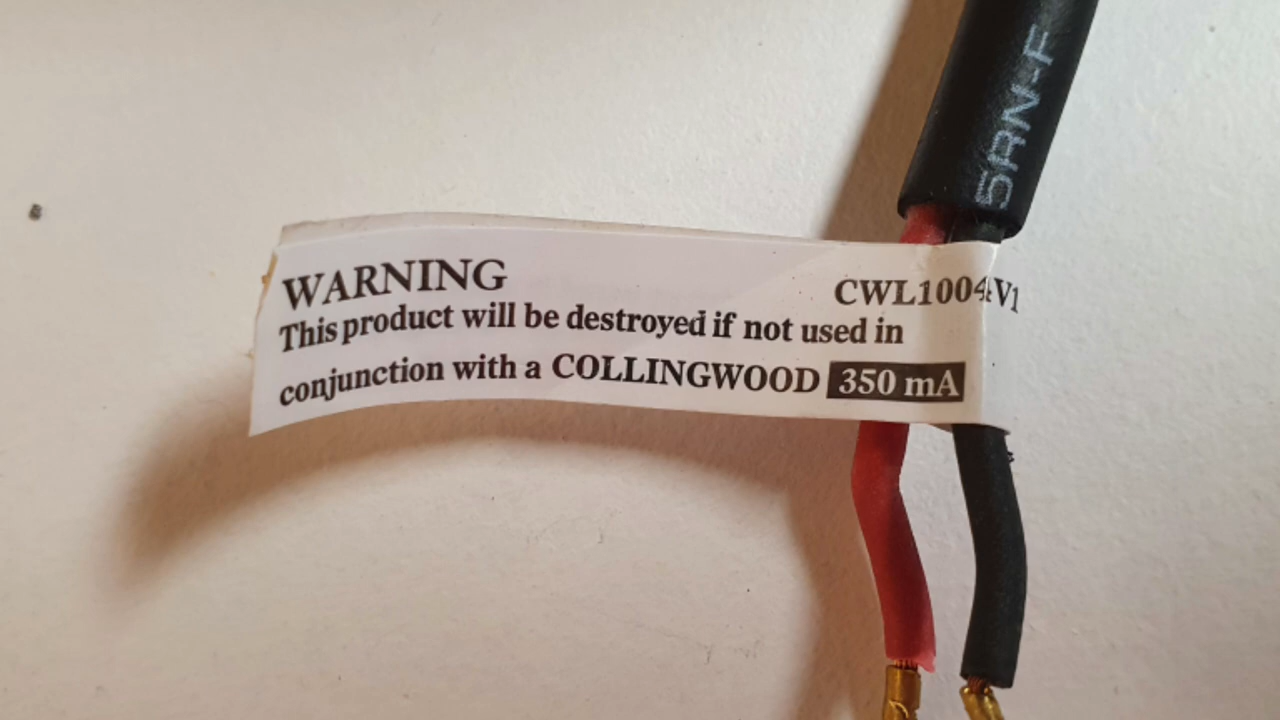 5RN-F
WARNING
CWL1004V1
This product will be destroyed if not used in
conjunction with a COLLINGWOOD 350 mA